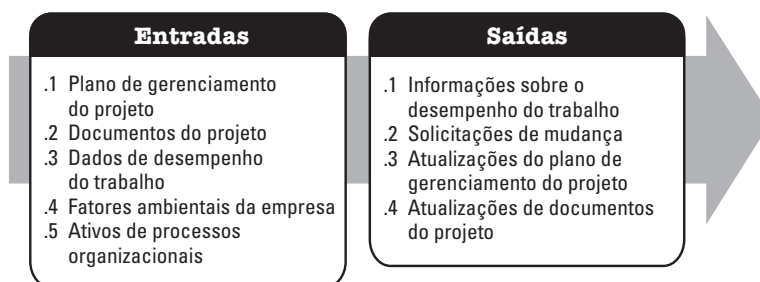 Entradas
.1 Plano de gerenciamento
do projeto
.2 Documentos do projeto
.3 Dados de desempenho
do trabalho
.4 Fatores ambientais da empresa
.5 Ativos de processos
organizacionais
Saídas
.1 Informações sobre o
desempenho do trabalho
.2 Solicitações de mudança
.3 Atualizações do plano de
gerenciamento do projeto
.4 Atualizações de documentos
do projeto